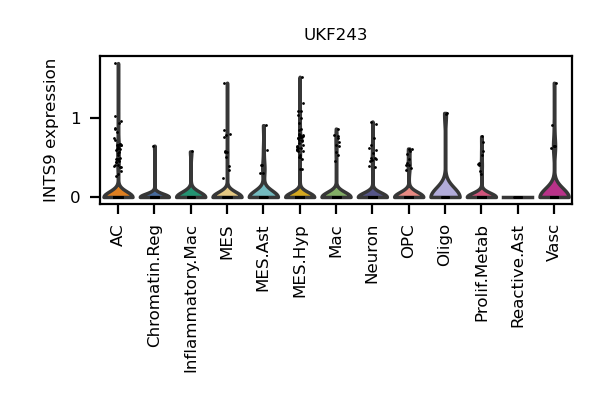 UKF243
INTS9 expression
1
0
AC
Chromatin.Reg
Inflammatory.Mac
MES
MES.Ast
MES.Hyp
Mac
Neuron
OPC
Oligo
Prolif.Metab
Reactive.Ast
Vasc